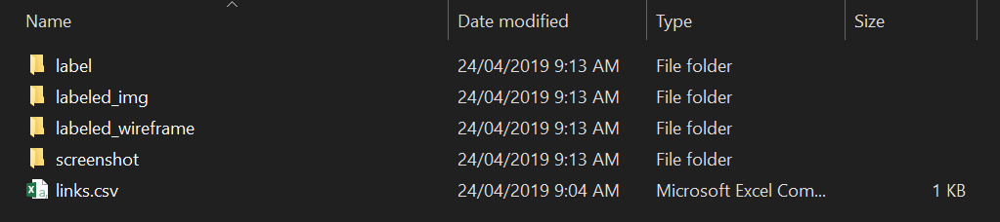 Name Date modified Type Size
label 24/04/2019 9:13 AM File folder
labeled_img 24/04/2019 9:13 AM File folder
labeled_wireframe 24/04/2019 9:13 AM File folder
screenshot 24/04/2019 9:13 AM File folder
links.csv 24/04/2019 9:04 AM Microsoft Excel Com... 1 KB